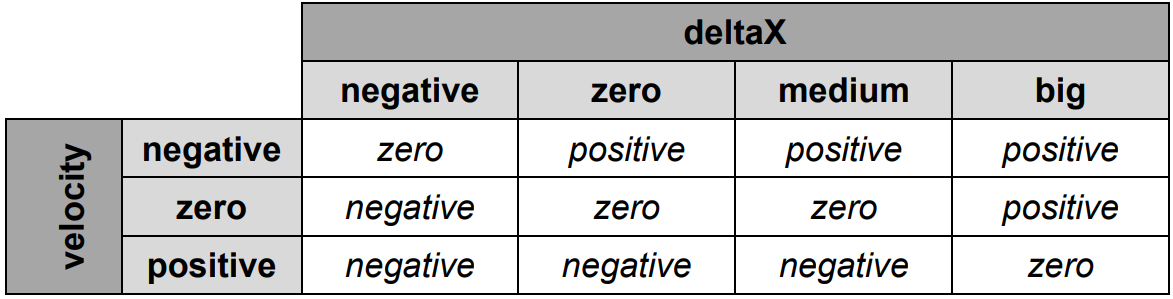 deltaX
negative zero medium big
velocity
negative zero positive positive positive
zero negative zero zero positive
positive negative negative negative zero